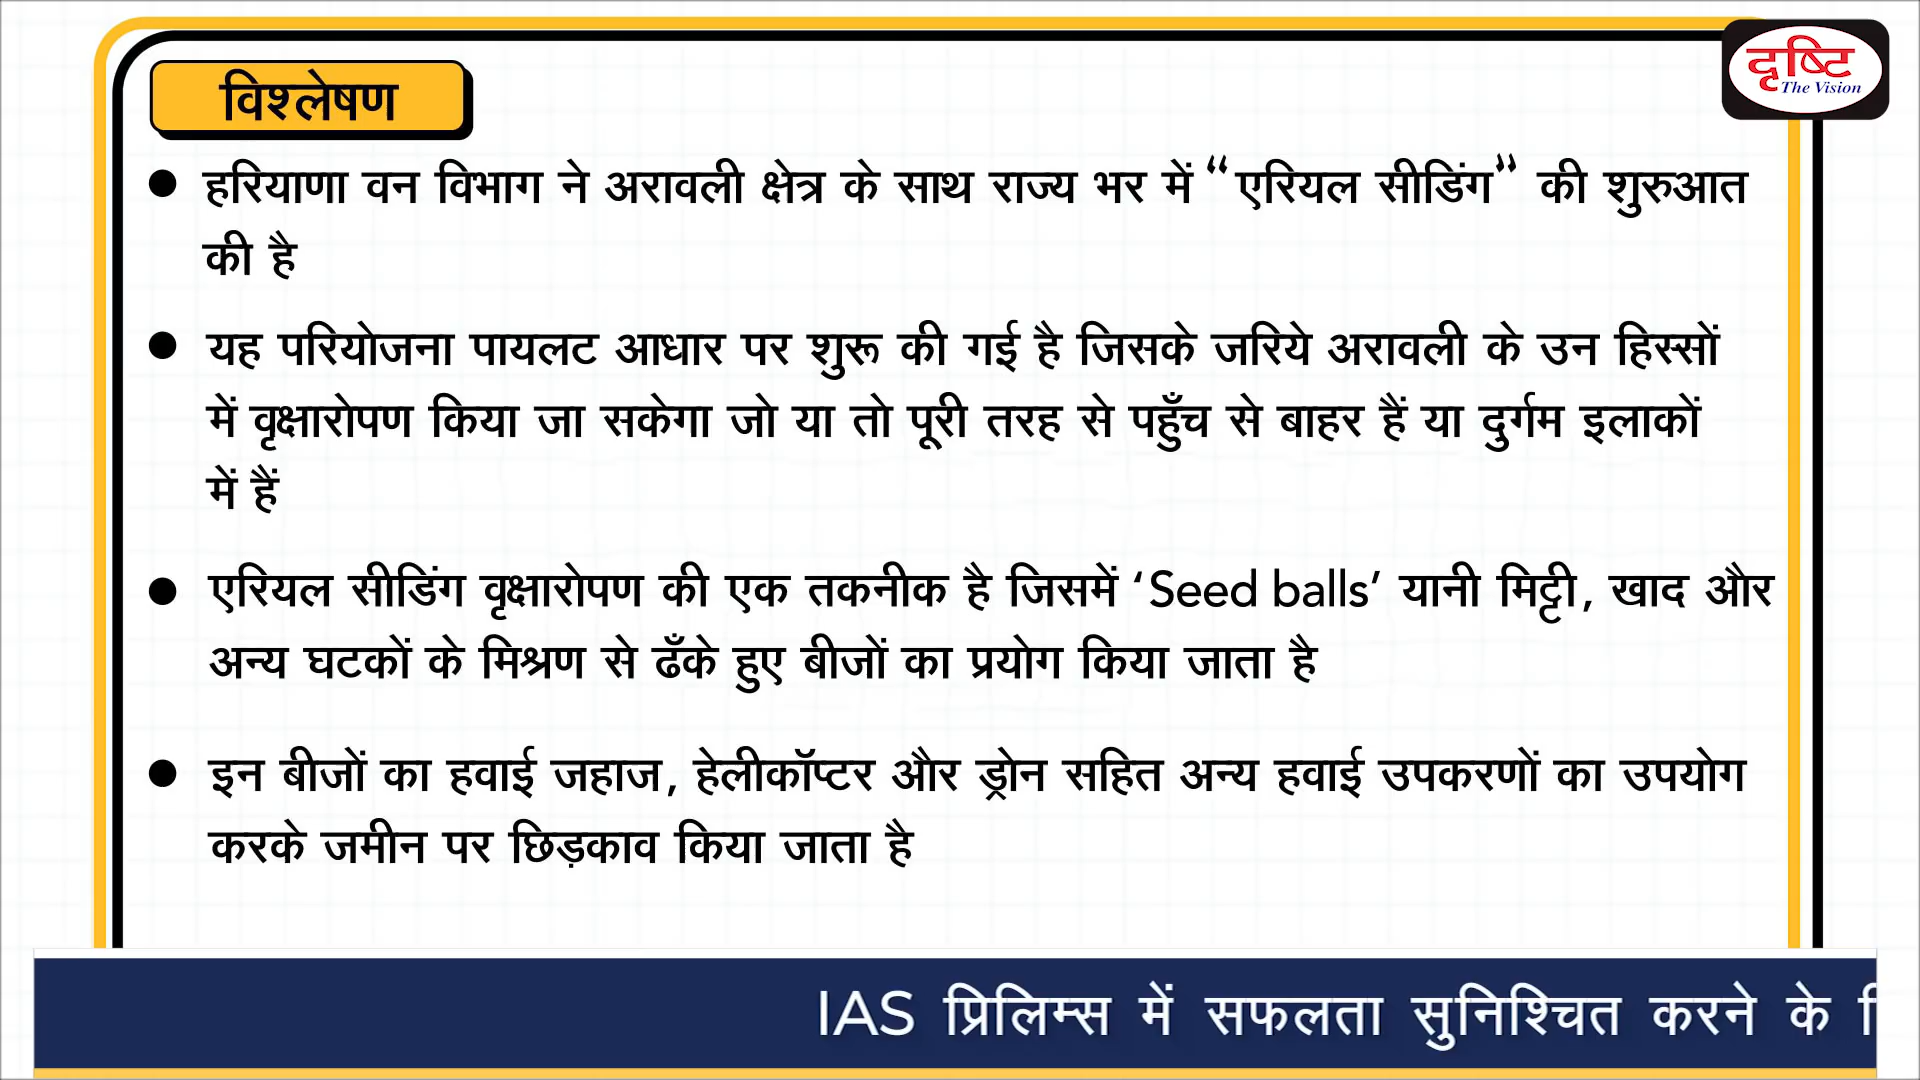 दृष्टि
The Vision
विश्लेषण
● हरियाणा वन विभाग ने अरावली क्षेत्र के साथ राज्य भर में “एरियल सीडिंग” की शुरुआत
की है
● यह परियोजना पायलट आधार पर शुरू की गई है जिसके जरिये अरावली के उन हिस्सों
में वृक्षारोपण किया जा सकेगा जो या तो पूरी तरह से पहुँच से बाहर हैं या दुर्गम इलाकों
में हैं
● एरियल सीडिंग वृक्षारोपण की एक तकनीक है जिसमें ‘Seed balls’ यानी मिट्टी, खाद और
अन्य घटकों के मिश्रण से ढँके हुए बीजों का प्रयोग किया जाता है
● इन बीजों का हवाई जहाज, हेलीकॉप्टर और ड्रोन सहित अन्य हवाई उपकरणों का उपयोग
करके जमीन पर छिड़काव किया जाता है
IAS प्रिलिम्स में सफलता सुनिश्चित करने के